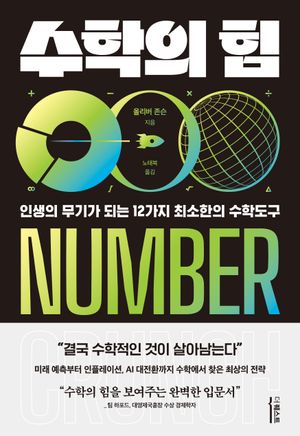 수학의 힘
올리버 존슨
지음
노태복
옮김
인생의 무기가 되는 12가지 최소한의 수학도구
NUMBER
CRUNCH
“결국 수학적인 것이 살아남는다”
미래 예측부터 인플레이션, AI 대전환까지 수학에서 찾은 최상의 전략
“수학의 힘을 보여주는 완벽한 입문서”
_팀 하포드, 대영제국훈장 수상 경제학자
더퀘스트